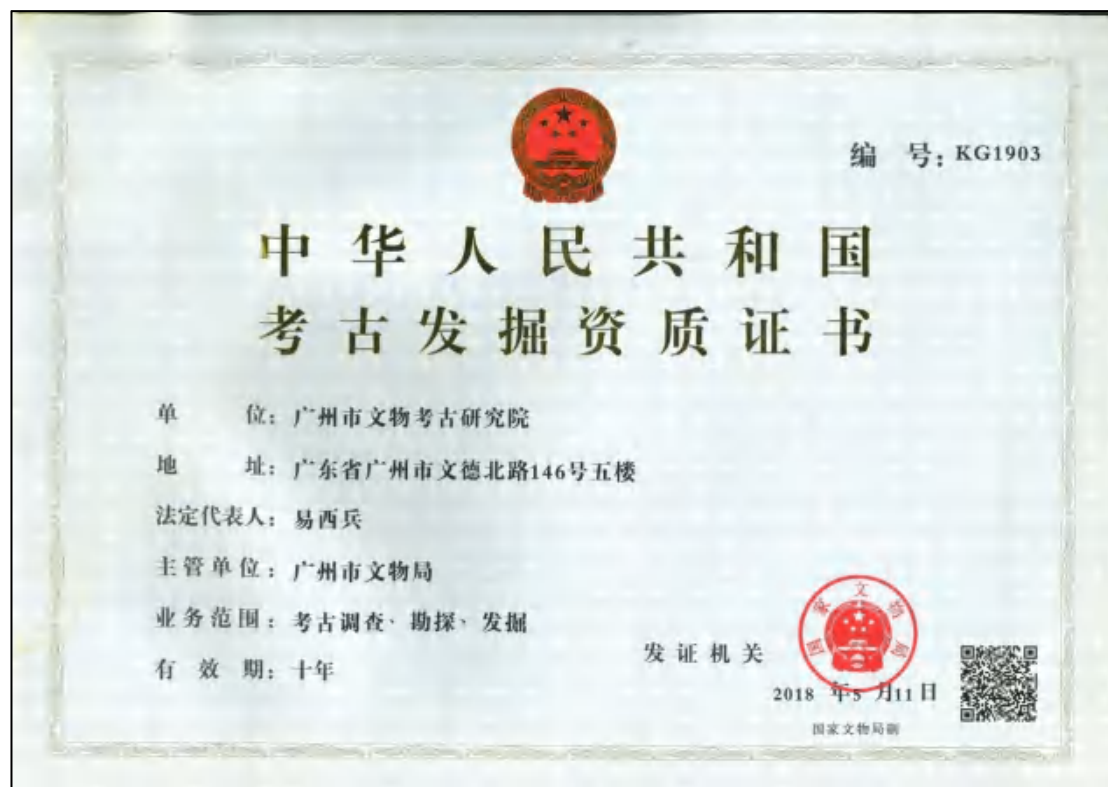 编 号：KG1903
中华人民共和国
考古发掘资质证书
单 位：广州市文物考古研究院
地 址：广东省广州市文德北路146号五楼
法定代表人：易西兵
主管单位：广州市文物局
业务范围：考古调查、勘探、发掘
有 效 期：十年
发证机关
国家文物局
2018 年5 月11日
国家文物局制